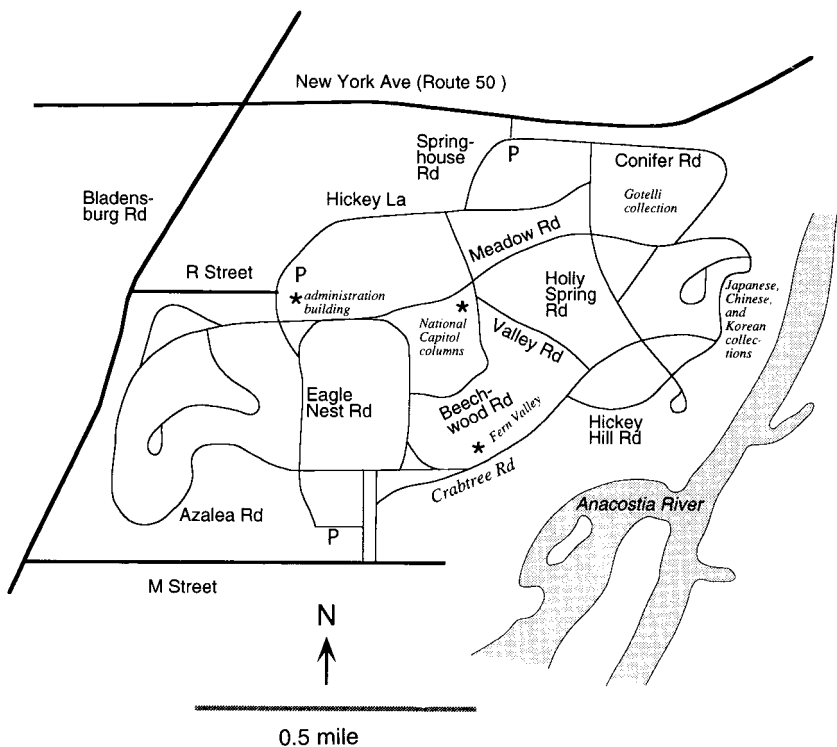 New York Ave (Route 50 )
Spring-
house
Rd
P
Conifer Rd
Gotelli
collection
Bladens-
burg Rd
Hickey La
Meadow Rd
R Street
P
* administration
building
*
National
Capitol
columns
Holly
Spring
Rd
Japanese,
Chinese,
and
Korean
collec-
tions
Valley Rd
Eagle
Nest Rd
Beech-
wood Rd
* Fern Valley
Hickey
Hill Rd
Crabtree Rd
Azalea Rd
P
Anacostia River
M Street
N
0.5 mile